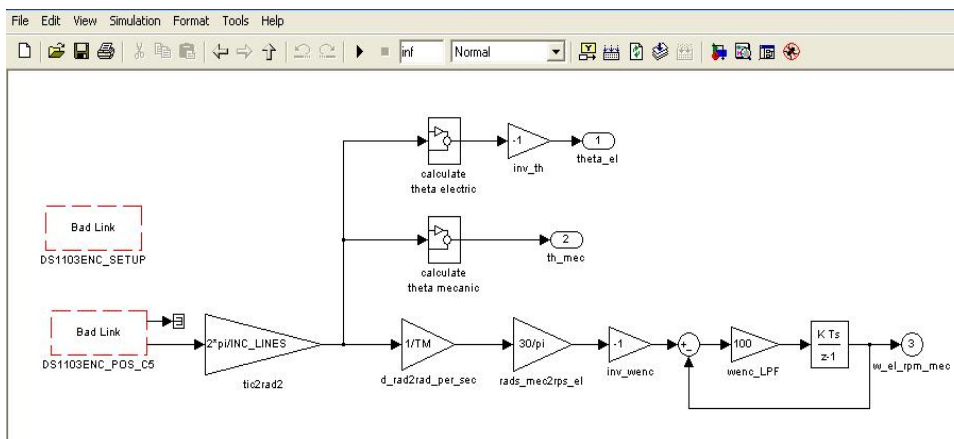 File Edit View Simulation Format Tools Help
inf Normal
-1
1
theta_el
inv_th
calculate
theta electric
Bad Link
DS1103ENC_SETUP
2
th_mec
calculate
theta mecanic
Bad Link
DS1103ENC_POS_C5
2*pi/INC_LINES
tic2rad2
1/TM
d_rad2rad_per_sec
30/pi
rads_mec2rps_el
-1
inv_wenc
+
-
100
wenc_LPF
K Ts
z-1
3
w_el_rpm_mec